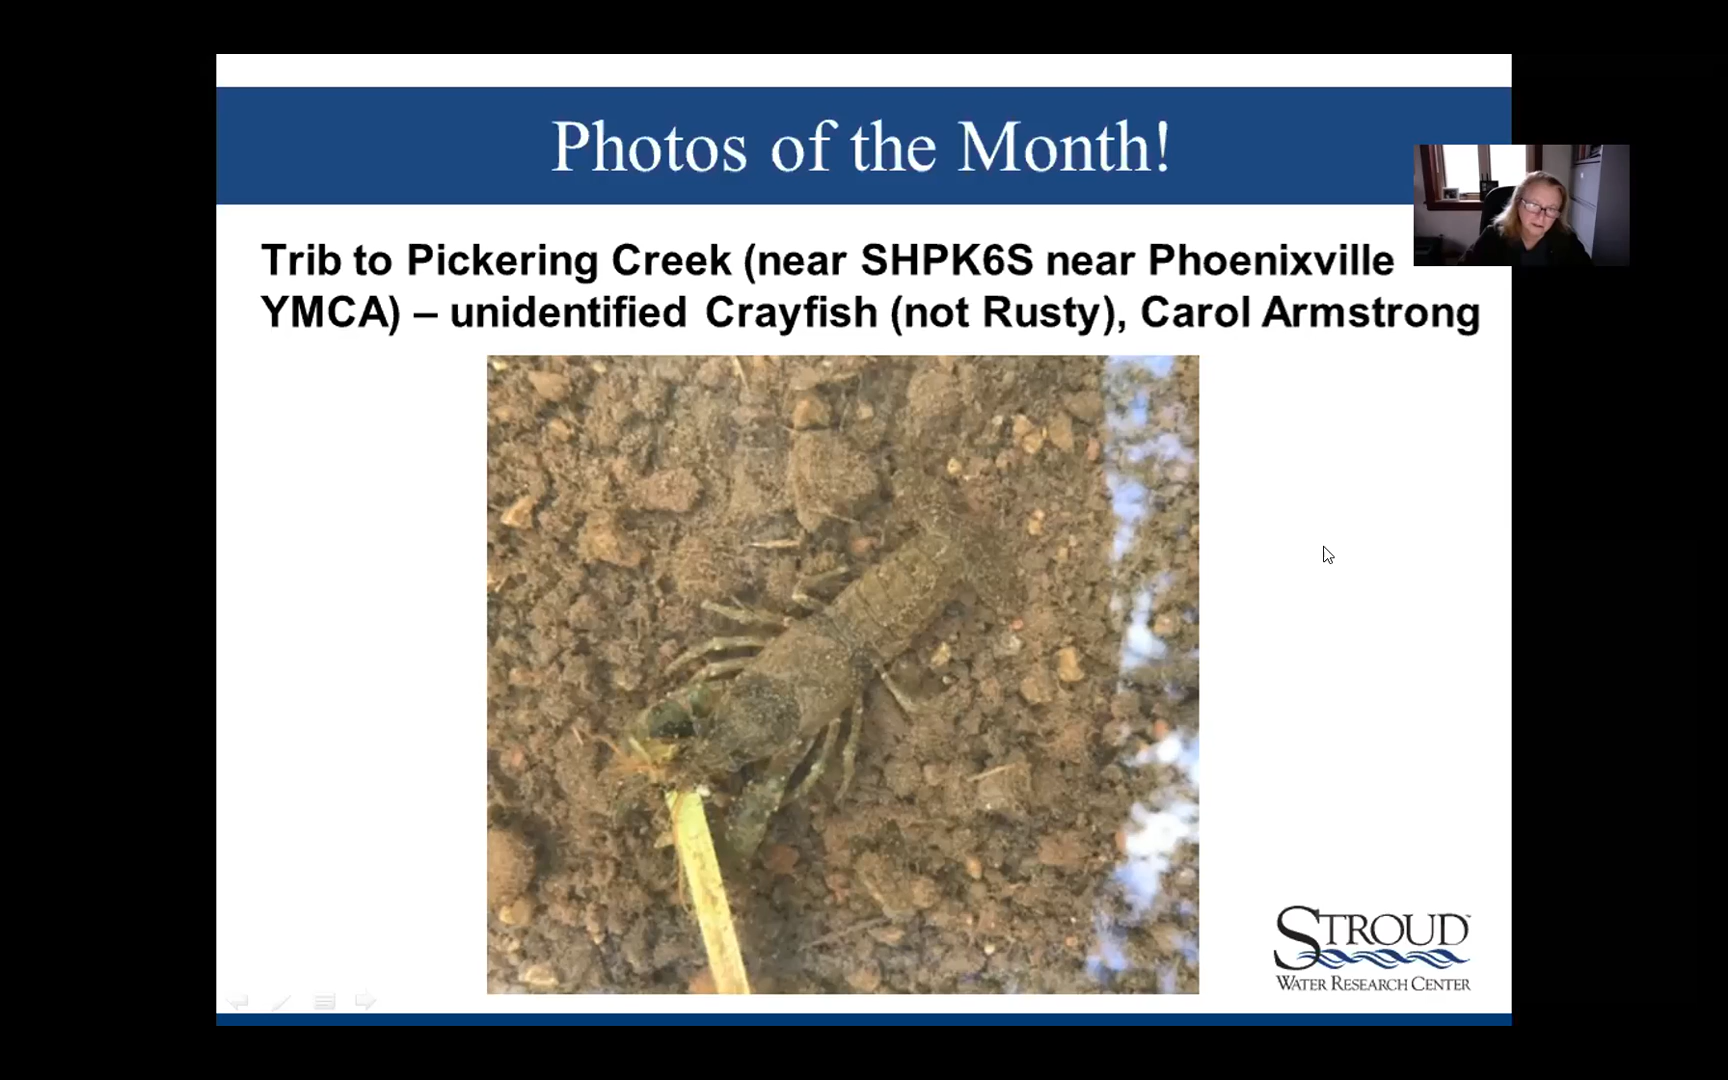 Photos of the Month!
Trib to Pickering Creek (near SHPK6S near Phoenixville
YMCA) – unidentified Crayfish (not Rusty), Carol Armstrong
STROUD™
WATER RESEARCH CENTER